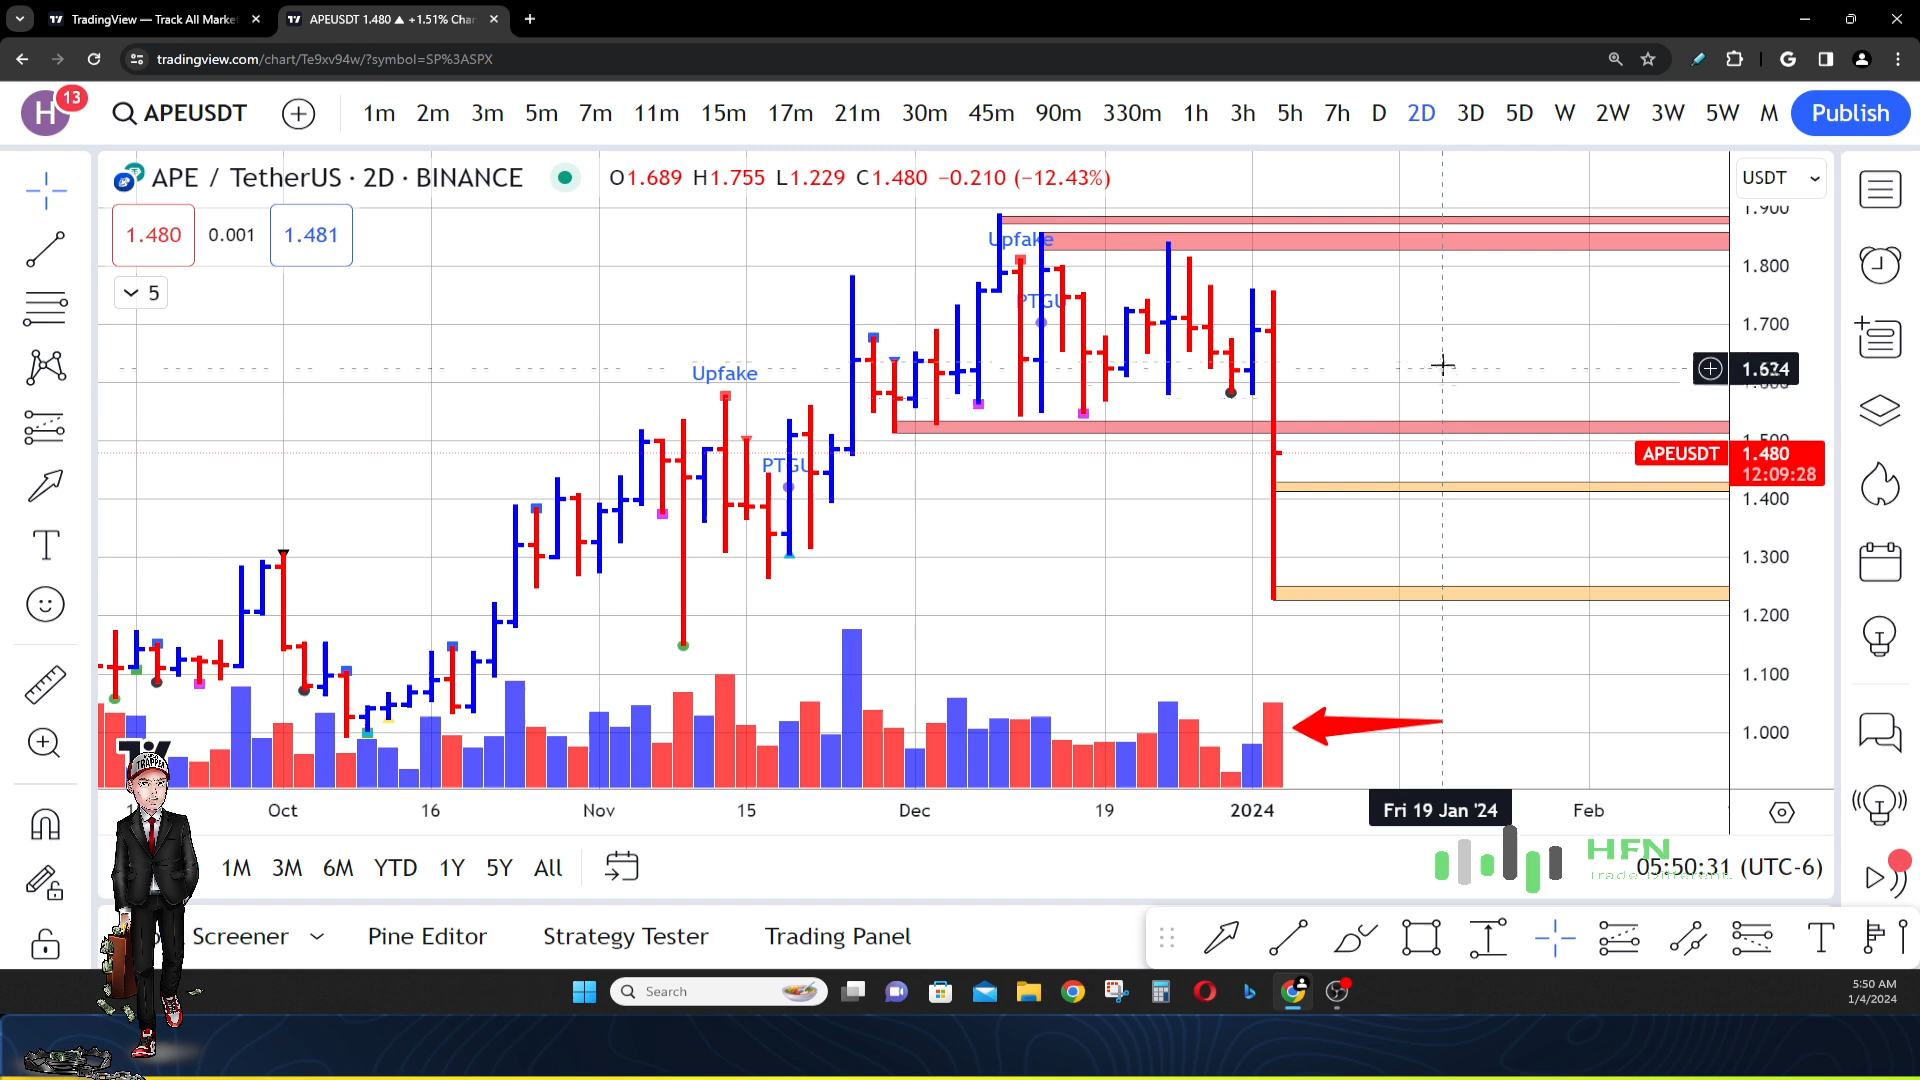 TradingView — Track All Marke
APEUSDT 1.480 ▲ +1.51% Cha
tradingview.com/chart/Te9xv94w/?symbol=SP%3ASPX
H 13 APEUSDT 1m 2m 3m 5m 7m 11m 15m 17m 21m 30m 45m 90m 330m 1h 3h 5h 7h D 2D 3D 5D W 2W 3W 5W M Publish
APE / TetherUS · 2D · BINANCE O1.689 H1.755 L1.229 C1.480 −0.210 (−12.43%)
USDT
1.480 0.001 1.481
5
Upfake
PTGU
Upfake
PTGU
1.900
1.800
1.700
1.600
1.500
1.400
1.300
1.200
1.100
1.000
APEUSDT 1.480
12:09:28
Oct 16 Nov 15 Dec 19 2024 Fri 19 Jan '24 Feb
TRAPPER
1M 3M 6M YTD 1Y 5Y All
HFN
Trade Different.
05:50:31 (UTC-6)
Screener Pine Editor Strategy Tester Trading Panel
Search
5:50 AM
1/4/2024